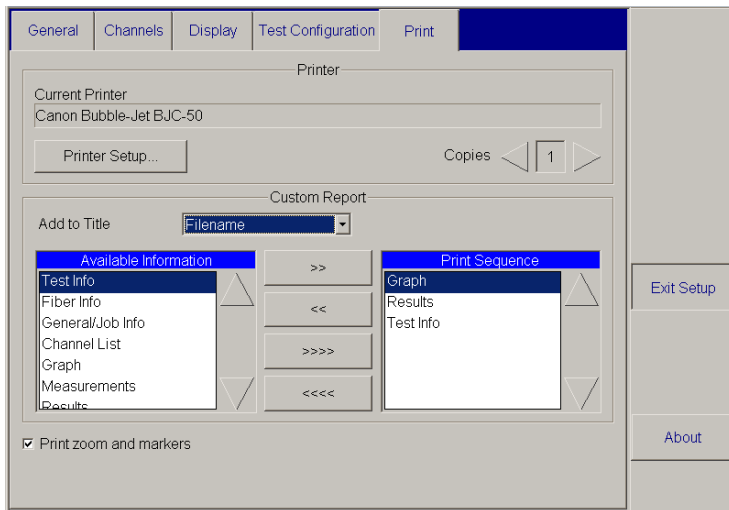 General Channels Display Test Configuration Print
Printer
Current Printer
Canon Bubble-Jet BJC-50
Printer Setup...
Copies 1
Custom Report
Add to Title Filename
Available Information
Test Info
Fiber Info
General/Job Info
Channel List
Graph
Measurements
Results
>>
<<
>>>>
<<<<
Print Sequence
Graph
Results
Test Info
Print zoom and markers
Exit Setup
About